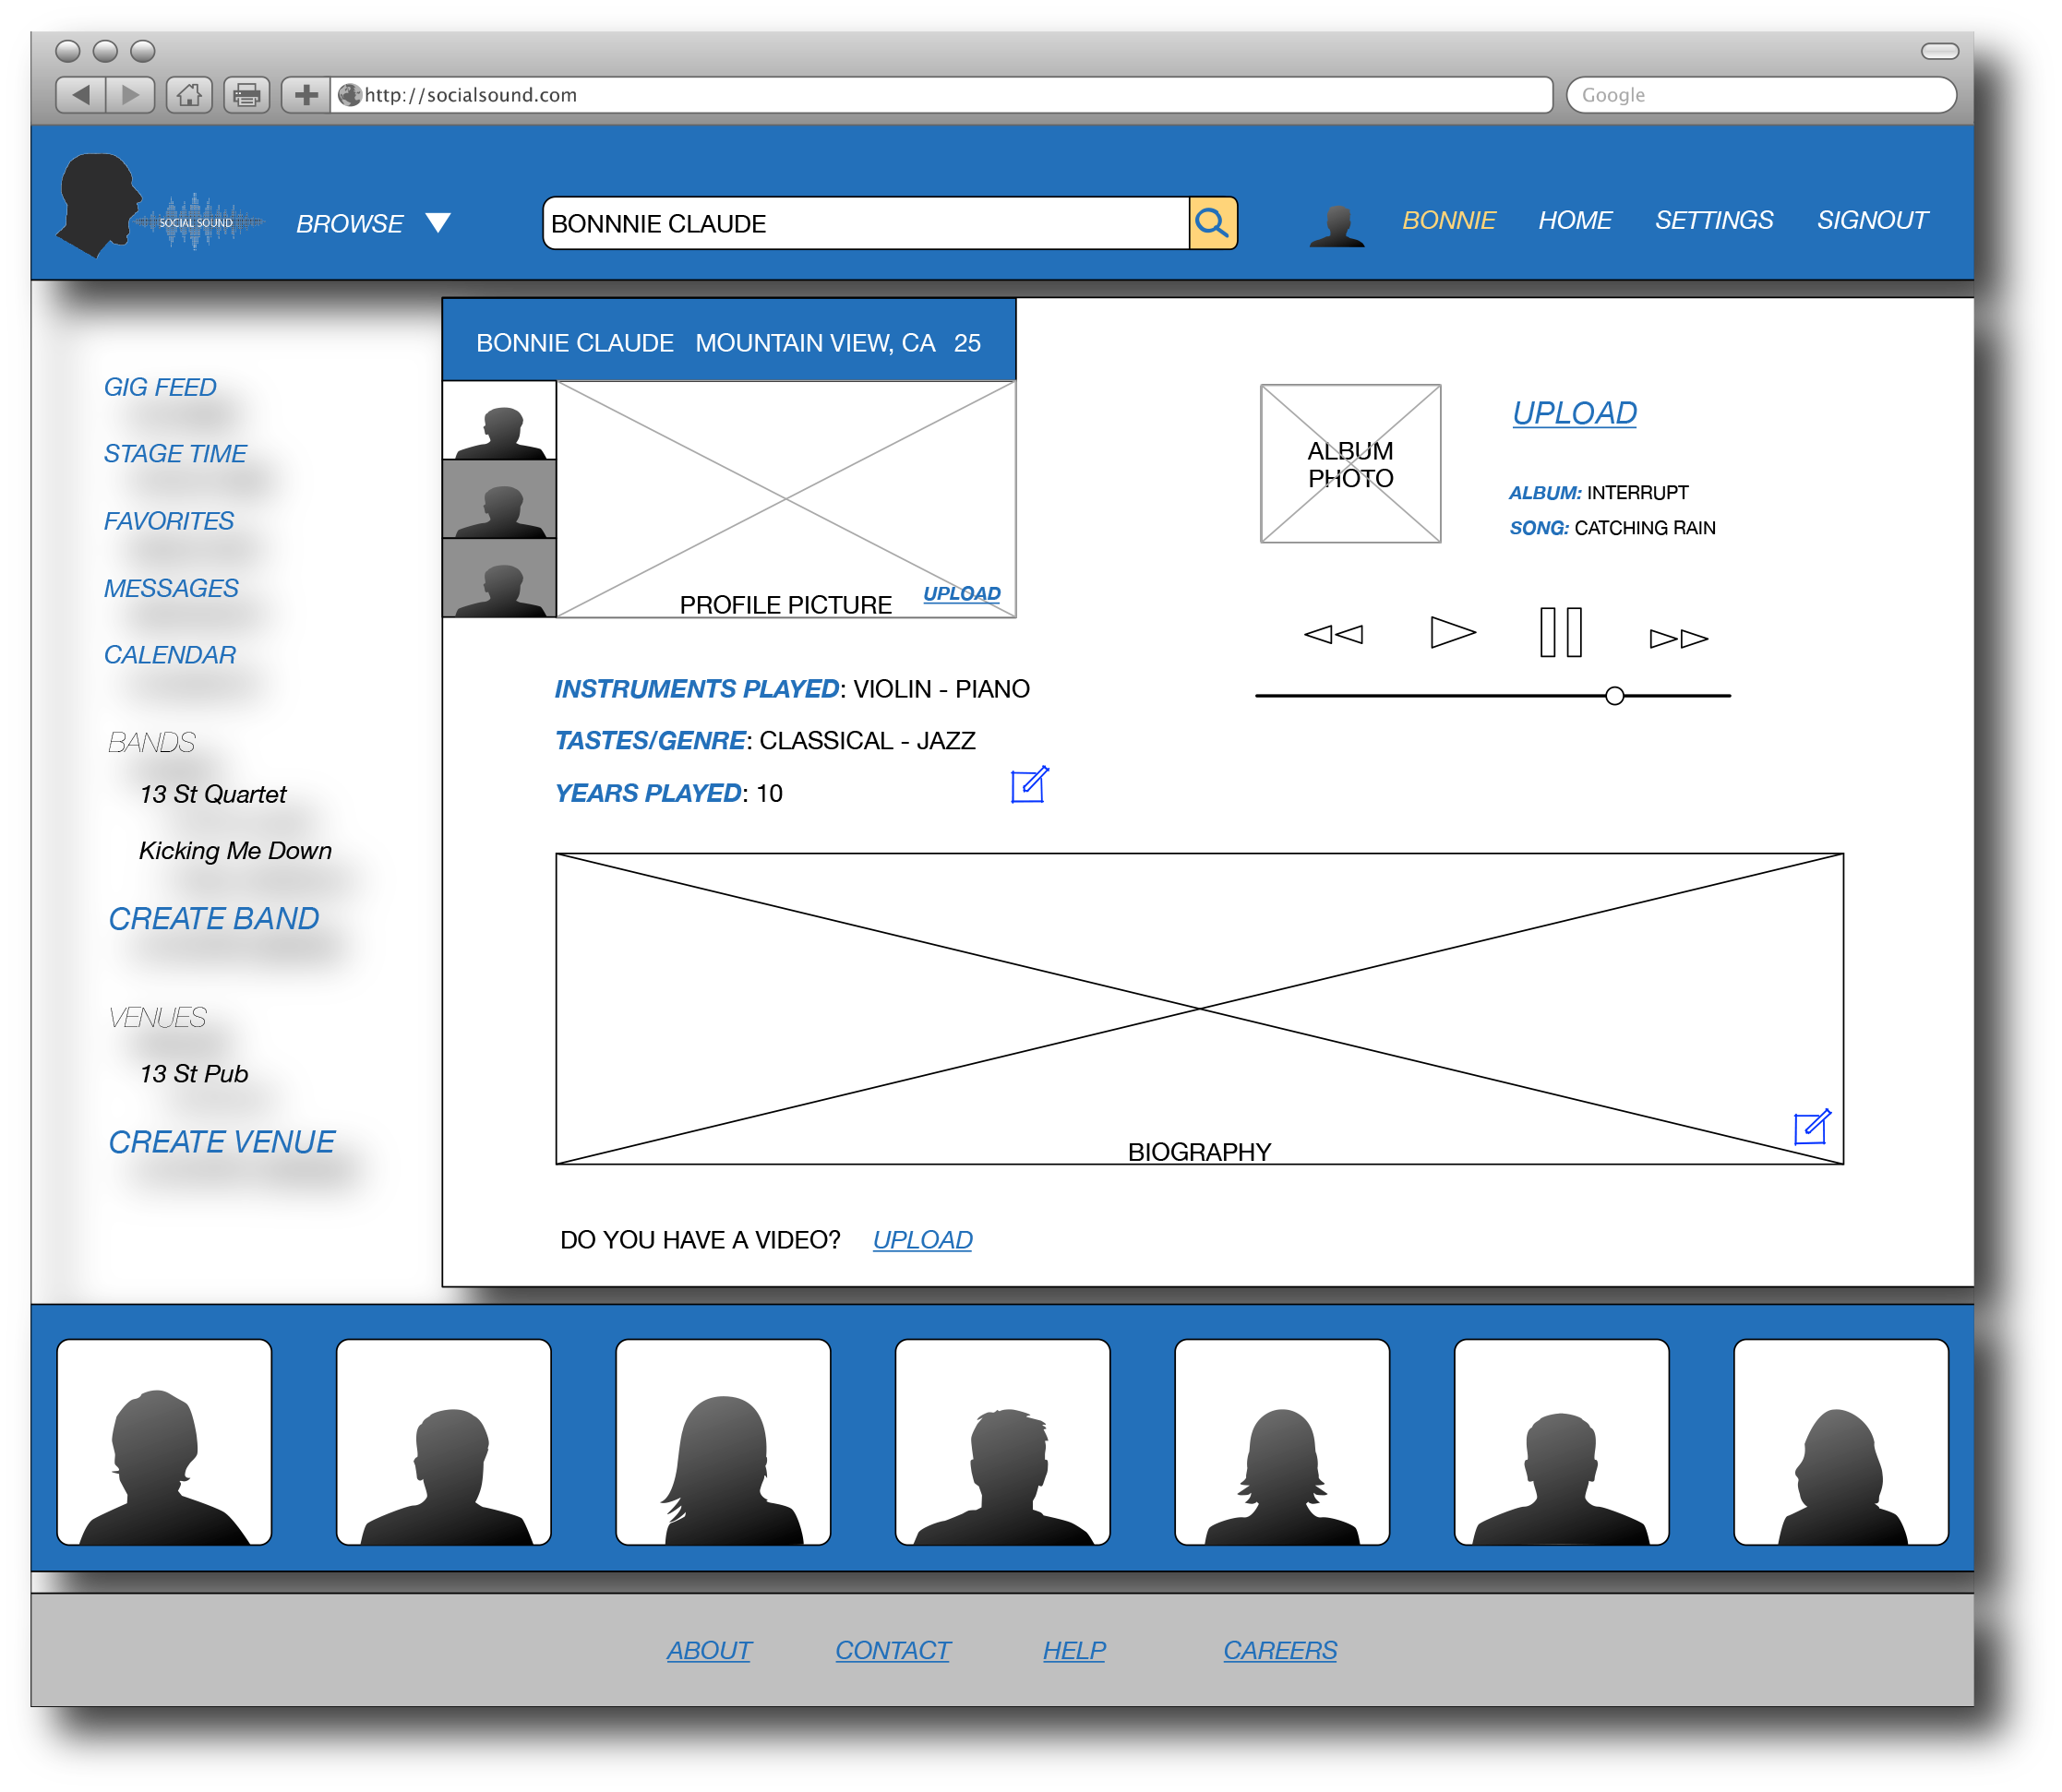 http://socialsound.com
Google
SOCIAL SOUND
BROWSE
BONNNIE CLAUDE
BONNIE
HOME
SETTINGS
SIGNOUT
GIG FEED
STAGE TIME
FAVORITES
MESSAGES
CALENDAR
BANDS
13 St Quartet
Kicking Me Down
CREATE BAND
VENUES
13 St Pub
CREATE VENUE
BONNIE CLAUDE MOUNTAIN VIEW, CA 25
PROFILE PICTURE
UPLOAD
ALBUM
PHOTO
UPLOAD
ALBUM: INTERRUPT
SONG: CATCHING RAIN
INSTRUMENTS PLAYED: VIOLIN - PIANO
TASTES/GENRE: CLASSICAL - JAZZ
YEARS PLAYED: 10
BIOGRAPHY
DO YOU HAVE A VIDEO? UPLOAD
ABOUT
CONTACT
HELP
CAREERS